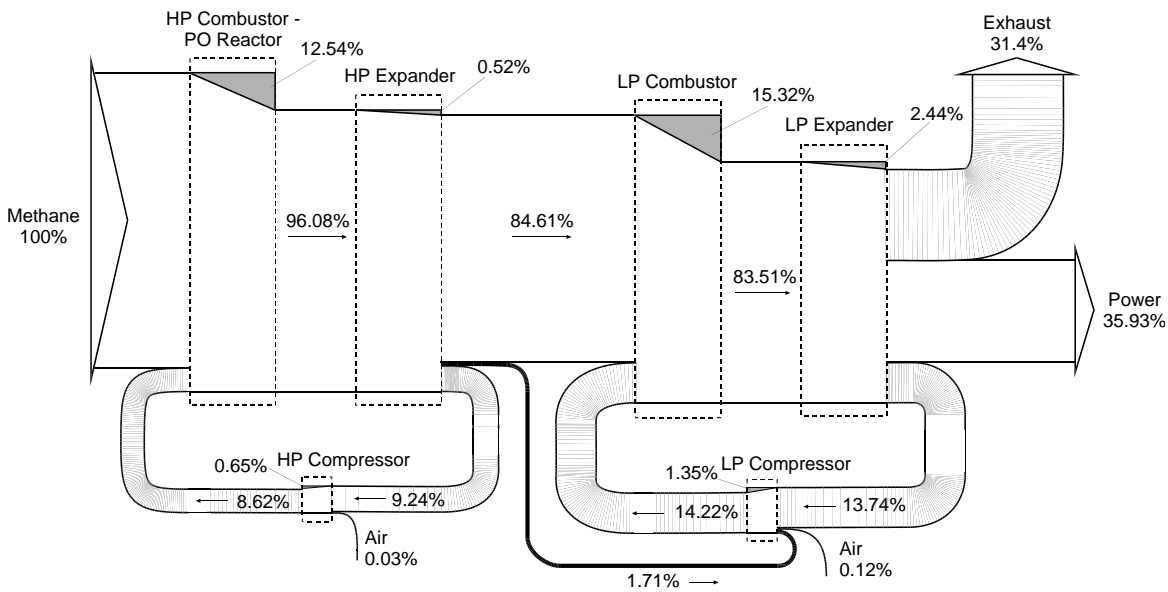 HP Combustor -
PO Reactor
12.54%
HP Expander
0.52%
LP Combustor
15.32%
LP Expander
2.44%
Exhaust
31.4%
Methane
100%
96.08%
84.61%
83.51%
Power
35.93%
0.65%
HP Compressor
8.62%
9.24%
Air
0.03%
1.35%
LP Compressor
14.22%
13.74%
Air
0.12%
1.71%